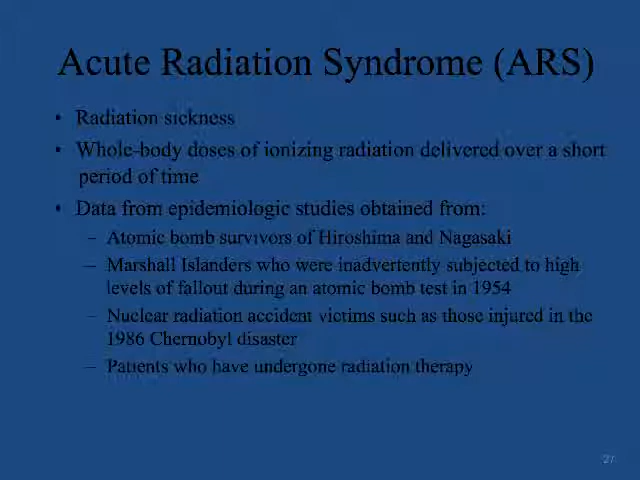 Acute Radiation Syndrome (ARS)
• Radiation sickness
• Whole-body doses of ionizing radiation delivered over a short
period of time
• Data from epidemiologic studies obtained from:
– Atomic bomb survivors of Hiroshima and Nagasaki
– Marshall Islanders who were inadvertently subjected to high
levels of fallout during an atomic bomb test in 1954
– Nuclear radiation accident victims such as those injured in the
1986 Chernobyl disaster
– Patients who have undergone radiation therapy
27